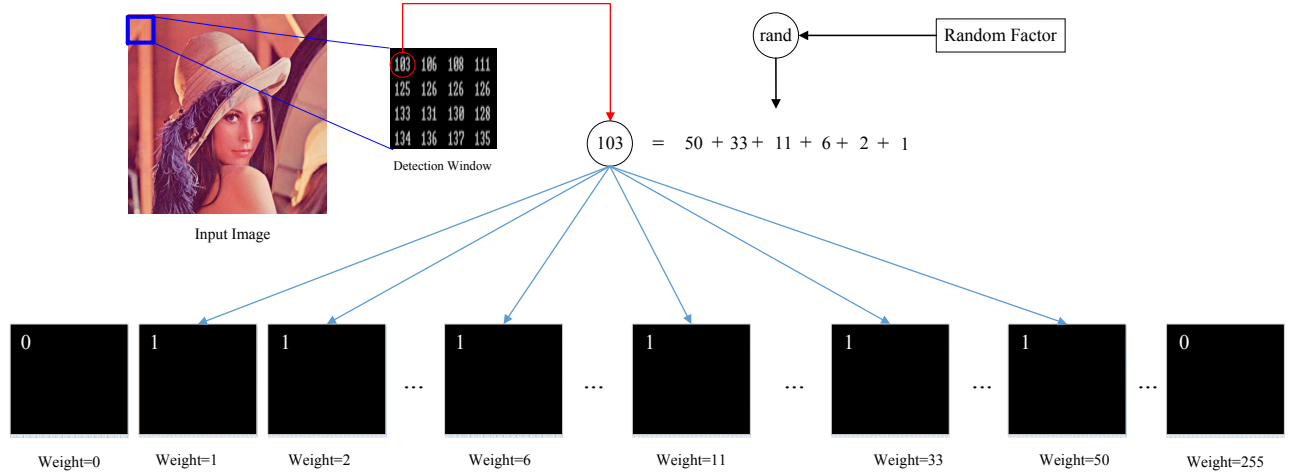 rand
Random Factor
103 106 108 111
125 126 126 126
133 131 130 128
134 136 137 135
Detection Window
103 = 50 + 33 + 11 + 6 + 2 + 1
Input Image
0 1 1 ... 1 ... 1 ... 1 ... 1 ... 0
Weight=0 Weight=1 Weight=2 Weight=6 Weight=11 Weight=33 Weight=50 Weight=255